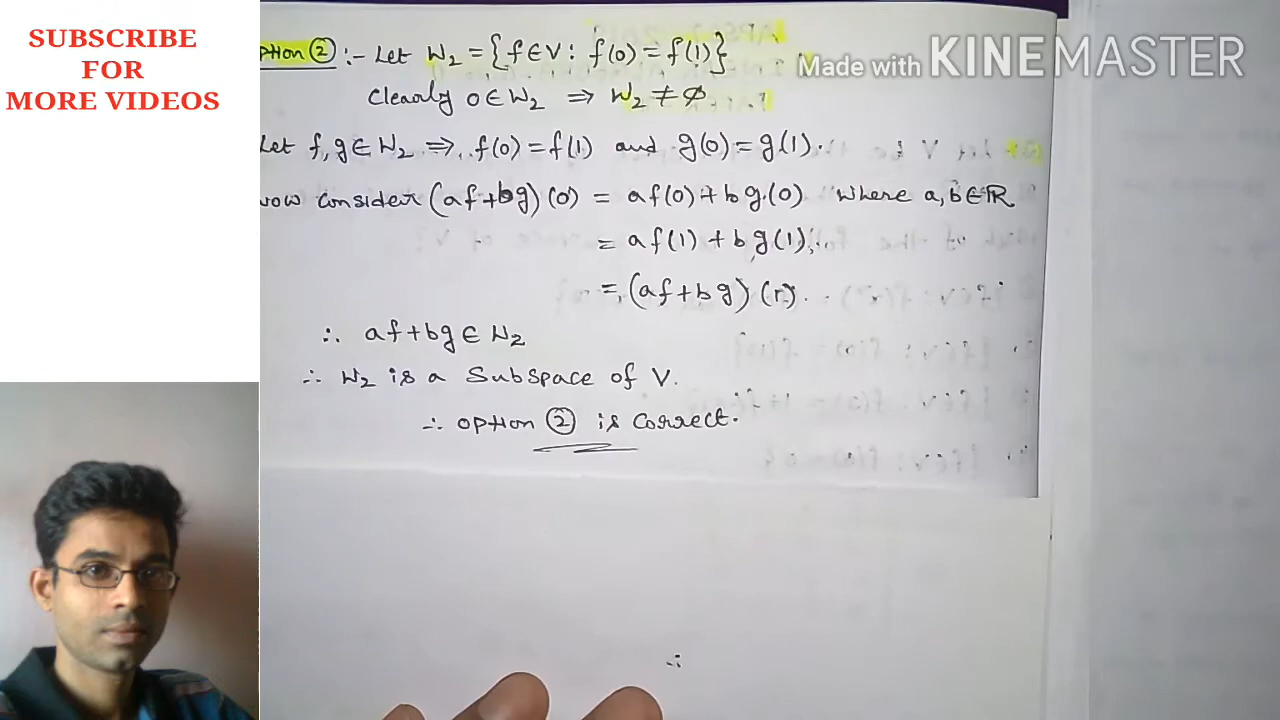 SUBSCRIBE
FOR
MORE VIDEOS
Made with KINEMASTER
ption ② :- Let W₂ = {f ∈ V : f(0) = f(1)}
Clearly 0 ∈ W₂ ⇒ W₂ ≠ ∅
Let f, g ∈ W₂ ⇒ f(0) = f(1) and g(0) = g(1).
now consider (af+bg)(0) = af(0) + bg(0) where a, b ∈ ℝ
= af(1) + bg(1)
= (af+bg)(1).
∴ af+bg ∈ W₂
∴ W₂ is a Subspace of V.
∴ option ② is correct.
∴